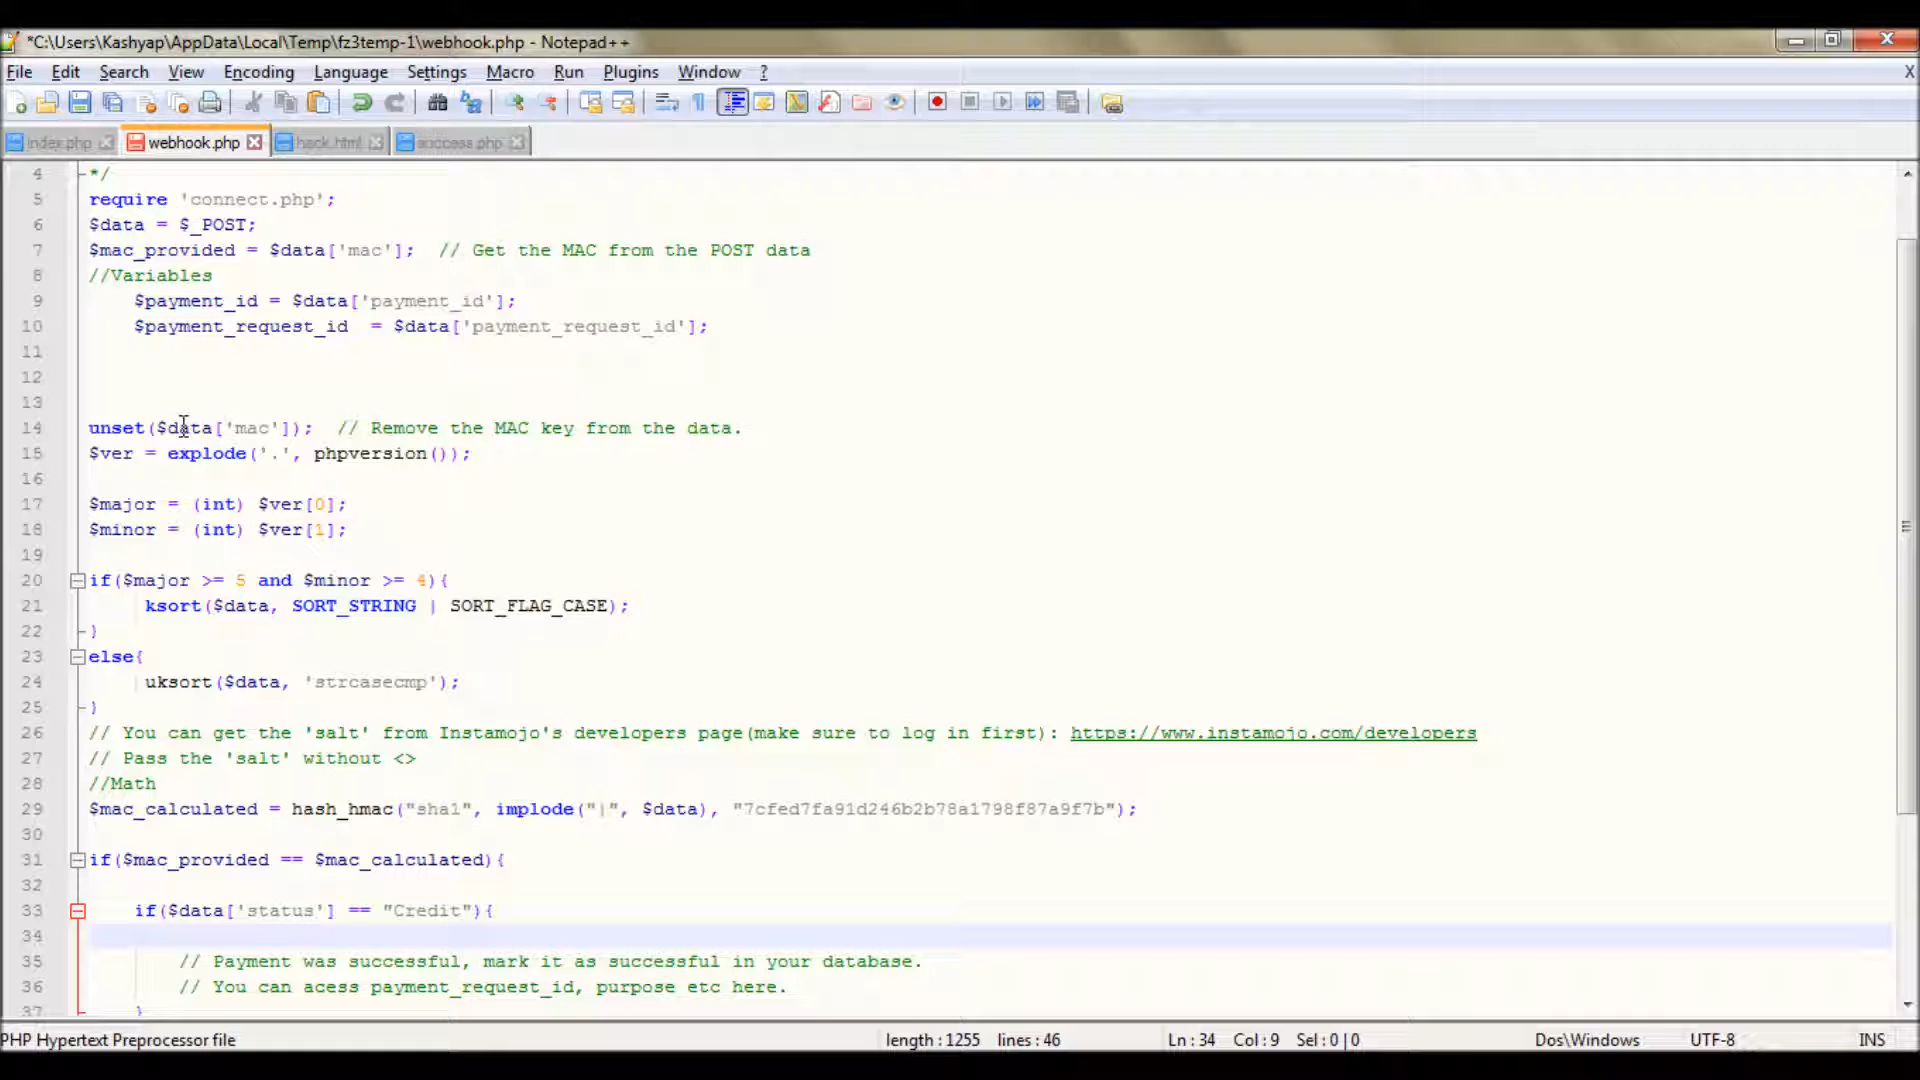 *C:\Users\Kashyap\AppData\Local\Temp\fz3temp-1\webhook.php - Notepad++
File Edit Search View Encoding Language Settings Macro Run Plugins Window ? X
index.php webhook.php hack.html success.php
4 */
5 require 'connect.php';
6 $data = $_POST;
7 $mac_provided = $data['mac']; // Get the MAC from the POST data
8 //Variables
9 $payment_id = $data['payment_id'];
10 $payment_request_id = $data['payment_request_id'];
11
12
13
14 unset($data['mac']); // Remove the MAC key from the data.
15 $ver = explode('.', phpversion());
16
17 $major = (int) $ver[0];
18 $minor = (int) $ver[1];
19
20 if($major >= 5 and $minor >= 4){
21 ksort($data, SORT_STRING | SORT_FLAG_CASE);
22 }
23 else{
24 uksort($data, 'strcasecmp');
25 }
26 // You can get the 'salt' from Instamojo's developers page(make sure to log in first): https://www.instamojo.com/developers
27 // Pass the 'salt' without <>
28 //Math
29 $mac_calculated = hash_hmac("sha1", implode("|", $data), "7cfed7fa91d246b2b78a1798f87a9f7b");
30
31 if($mac_provided == $mac_calculated){
32
33 if($data['status'] == "Credit"){
34
35 // Payment was successful, mark it as successful in your database.
36 // You can acess payment_request_id, purpose etc here.
37 }
PHP Hypertext Preprocessor file length : 1255 lines : 46 Ln : 34 Col : 9 Sel : 0 | 0 Dos\Windows UTF-8 INS